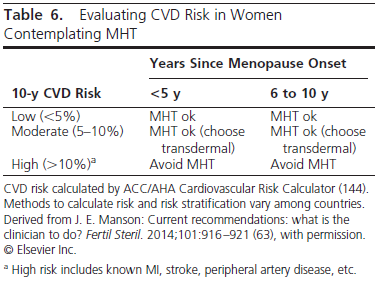 Table 6. Evaluating CVD Risk in Women
Contemplating MHT
Years Since Menopause Onset
10-y CVD Risk <5 y 6 to 10 y
Low (<5%) MHT ok MHT ok
Moderate (5–10%) MHT ok (choose MHT ok (choose
transdermal) transdermal)
High (>10%)a Avoid MHT Avoid MHT
CVD risk calculated by ACC/AHA Cardiovascular Risk Calculator (144).
Methods to calculate risk and risk stratification vary among countries.
Derived from J. E. Manson: Current recommendations: what is the
clinician to do? Fertil Steril. 2014;101:916–921 (63), with permission.
© Elsevier Inc.
a High risk includes known MI, stroke, peripheral artery disease, etc.